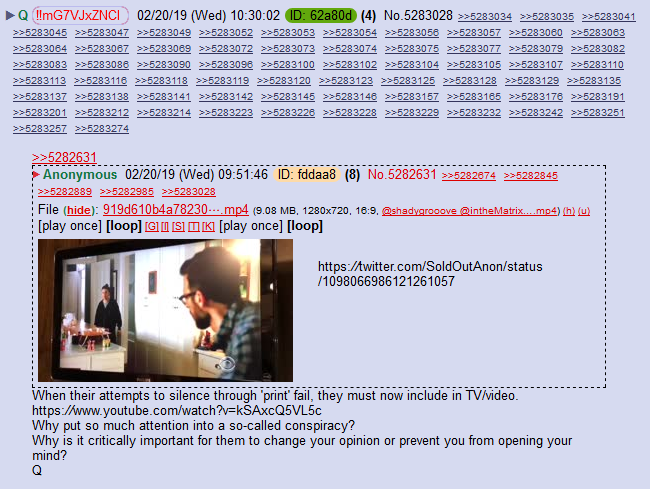 Q !!mG7VJxZNCI 02/20/19 (Wed) 10:30:02 ID: 62a80d (4) No.5283028 >>5283034 >>5283035 >>5283041
>>5283045 >>5283047 >>5283049 >>5283052 >>5283053 >>5283054 >>5283056 >>5283057 >>5283060 >>5283063
>>5283064 >>5283067 >>5283069 >>5283072 >>5283073 >>5283075 >>5283028 >>5283077 >>5283079 >>5283082
>>5283083 >>5283086 >>5283090 >>5283096 >>5283100 >>5283102 >>5283104 >>5283105 >>5283107 >>5283110
>>5283113 >>5283116 >>5283118 >>5283119 >>5283120 >>5283123 >>5283125 >>5283128 >>5283129 >>5283135
>>5283137 >>5283138 >>5283141 >>5283142 >>5283145 >>5283146 >>5283157 >>5283165 >>5283176 >>5283191
>>5283201 >>5283212 >>5283214 >>5283223 >>5283226 >>5283228 >>5283229 >>5283232 >>5283242 >>5283251
>>5283257 >>5283274
>>5282631
Anonymous 02/20/19 (Wed) 09:51:46 ID: fddaa8 (8) No.5282631 >>5282674 >>5282845
>>5282889 >>5282985 >>5283028
File (hide): 919d610b4a78230⋯.mp4 (9.08 MB, 1280x720, 16:9, @shadygrooove @intheMatrix….mp4) (h) (u)
[play once] [loop] [G] [I] [S] [T] [K] [play once] [loop]
https://twitter.com/SoldOutAnon/status
/1098066986121261057
When their attempts to silence through 'print' fail, they must now include in TV/video.
https://www.youtube.com/watch?v=kSAxcQ5VL5c
Why put so much attention into a so-called conspiracy?
Why is it critically important for them to change your opinion or prevent you from opening your
mind?
Q